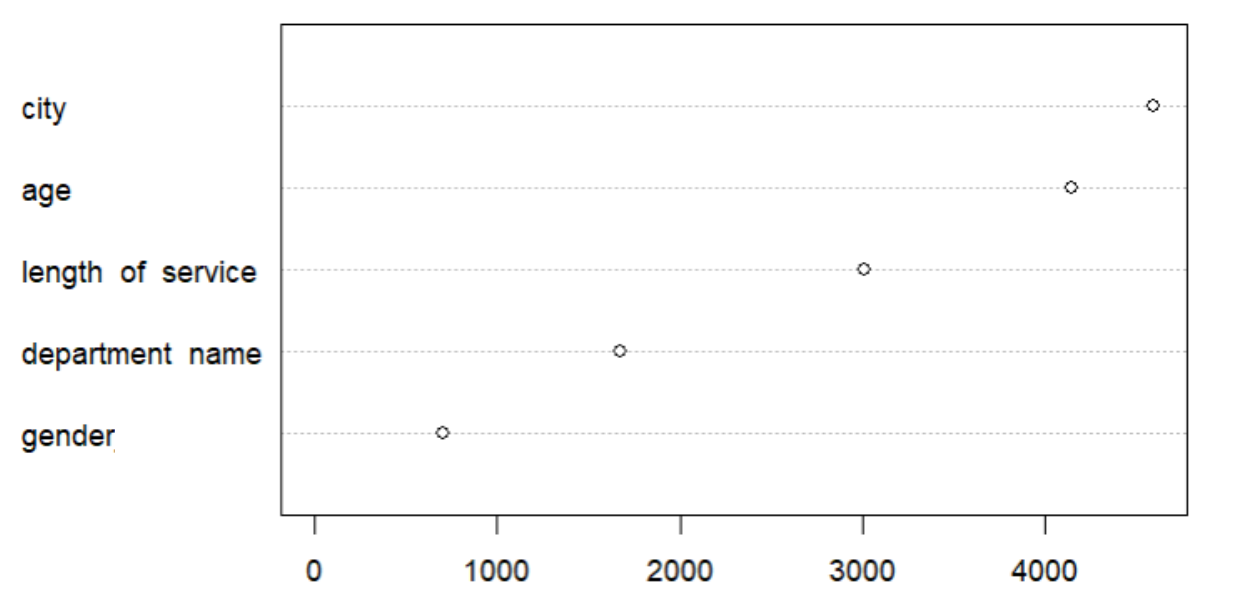 city
age
length of service
department name
gender
0 1000 2000 3000 4000